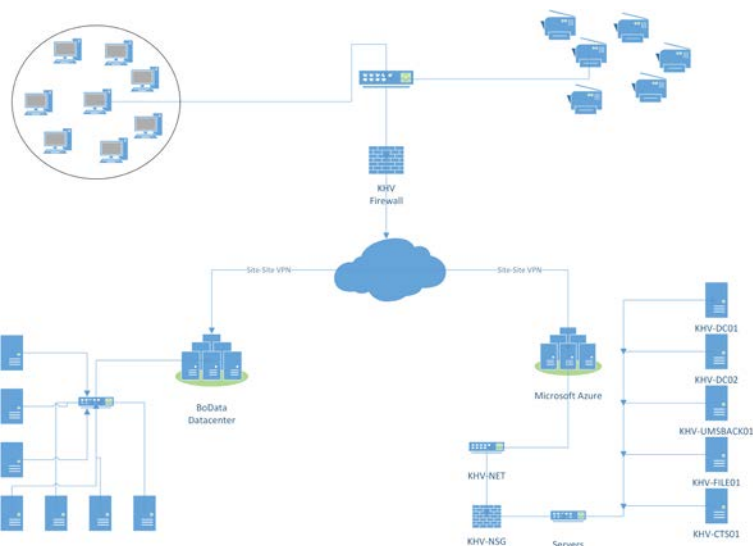 KHV
Firewall
Site-Site VPN
Site-Site VPN
BoData
Datacenter
Microsoft Azure
KHV-DC01
KHV-DC02
KHV-UMSBACK01
KHV-FILE01
KHV-CTS01
KHV-NET
KHV-NSG
Servers